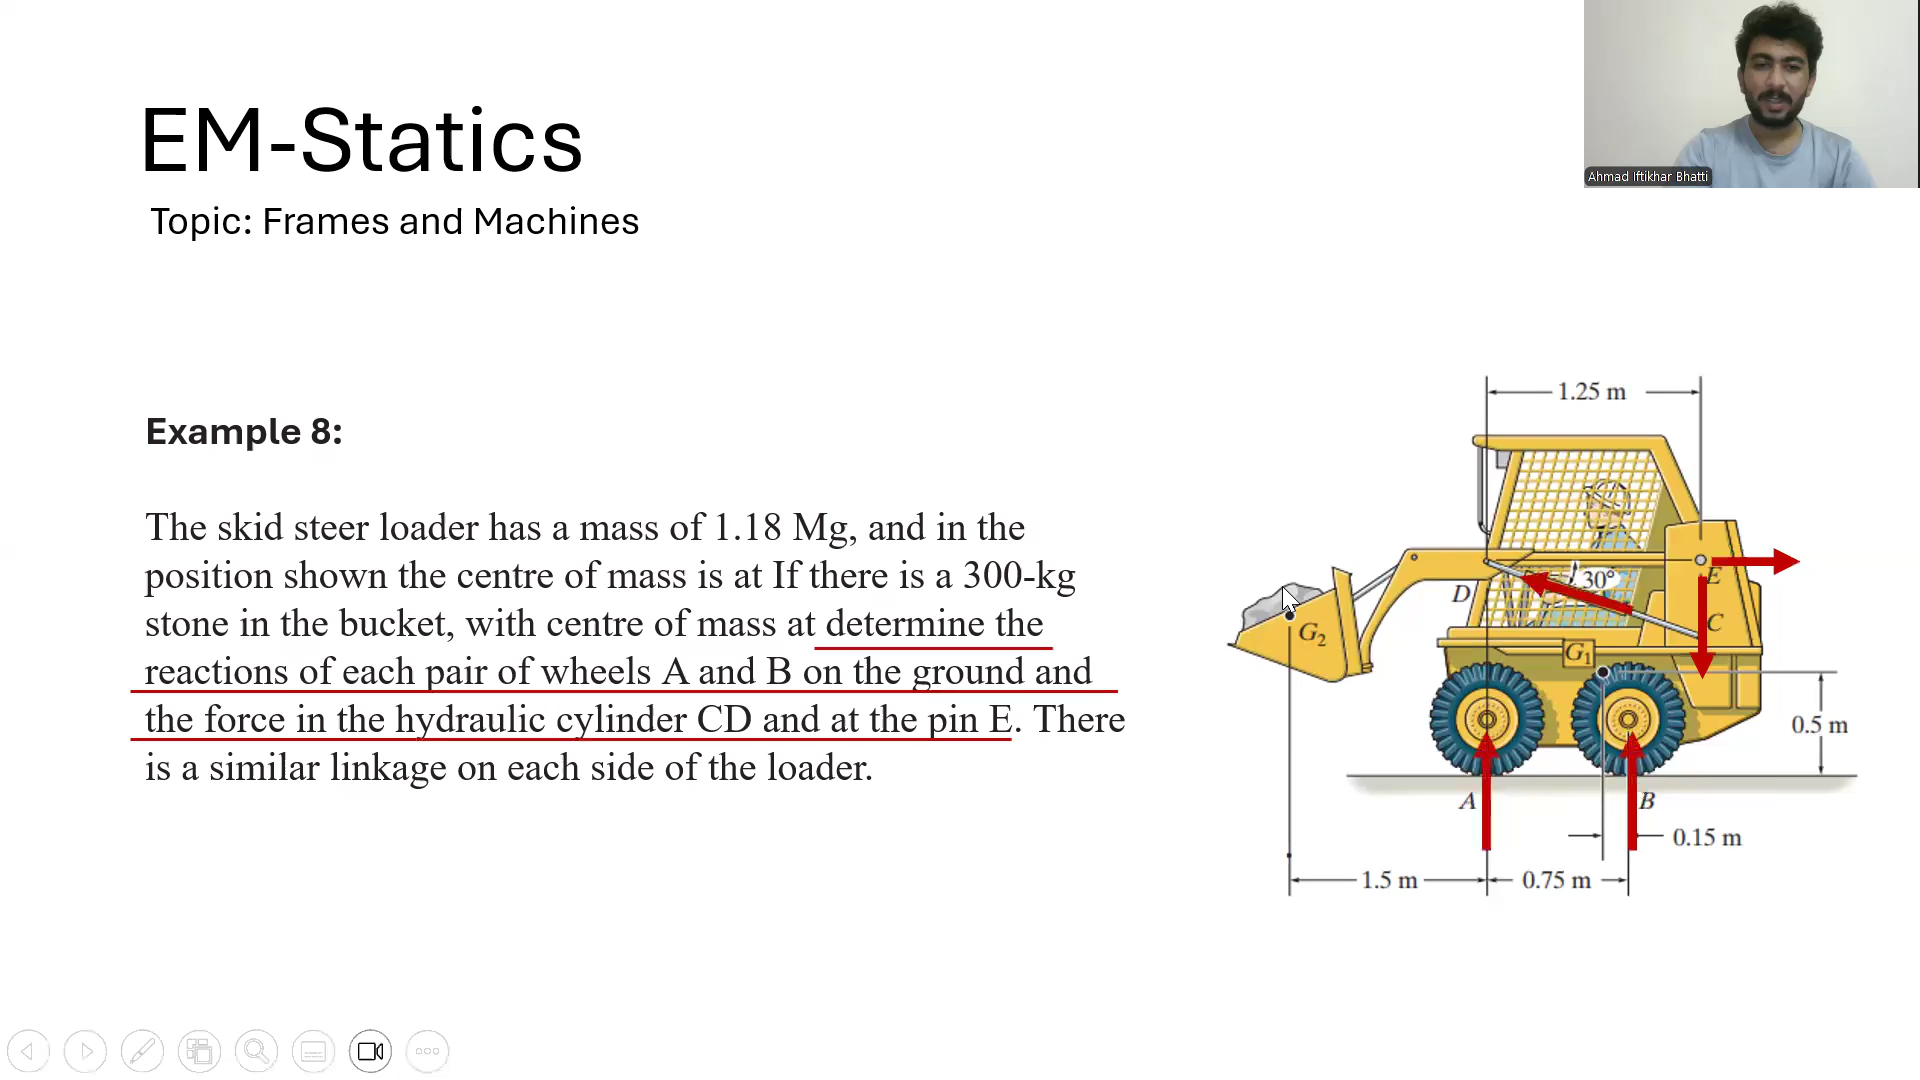 EM-Statics
Topic: Frames and Machines
Ahmad Iftikhar Bhatti
Example 8:
The skid steer loader has a mass of 1.18 Mg, and in the
position shown the centre of mass is at If there is a 300-kg
stone in the bucket, with centre of mass at determine the
reactions of each pair of wheels A and B on the ground and
the force in the hydraulic cylinder CD and at the pin E. There
is a similar linkage on each side of the loader.
1.25 m
30°
E
D
C
G2
G1
0.5 m
A
B
0.15 m
1.5 m
0.75 m